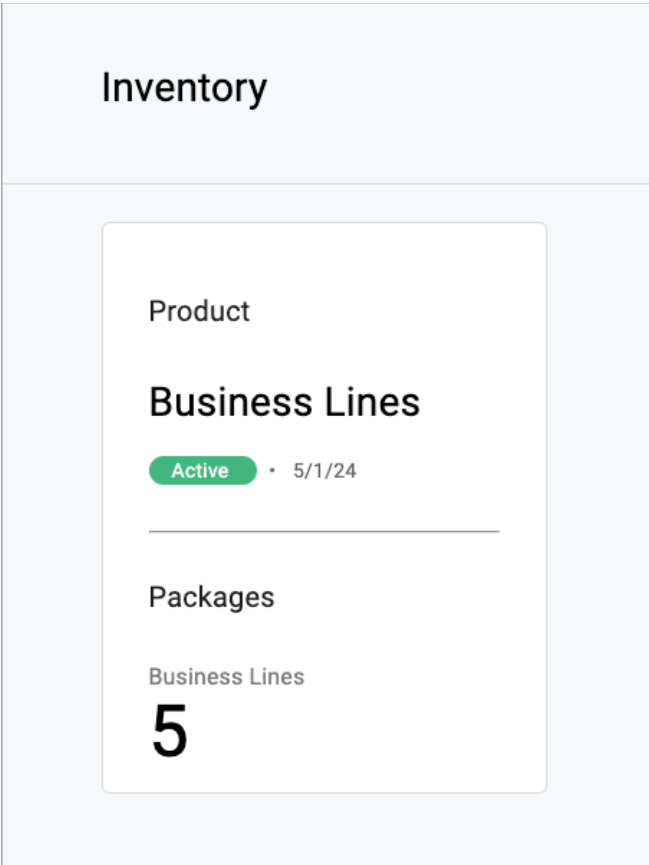 Inventory
Product
Business Lines
Active • 5/1/24
Packages
Business Lines
5